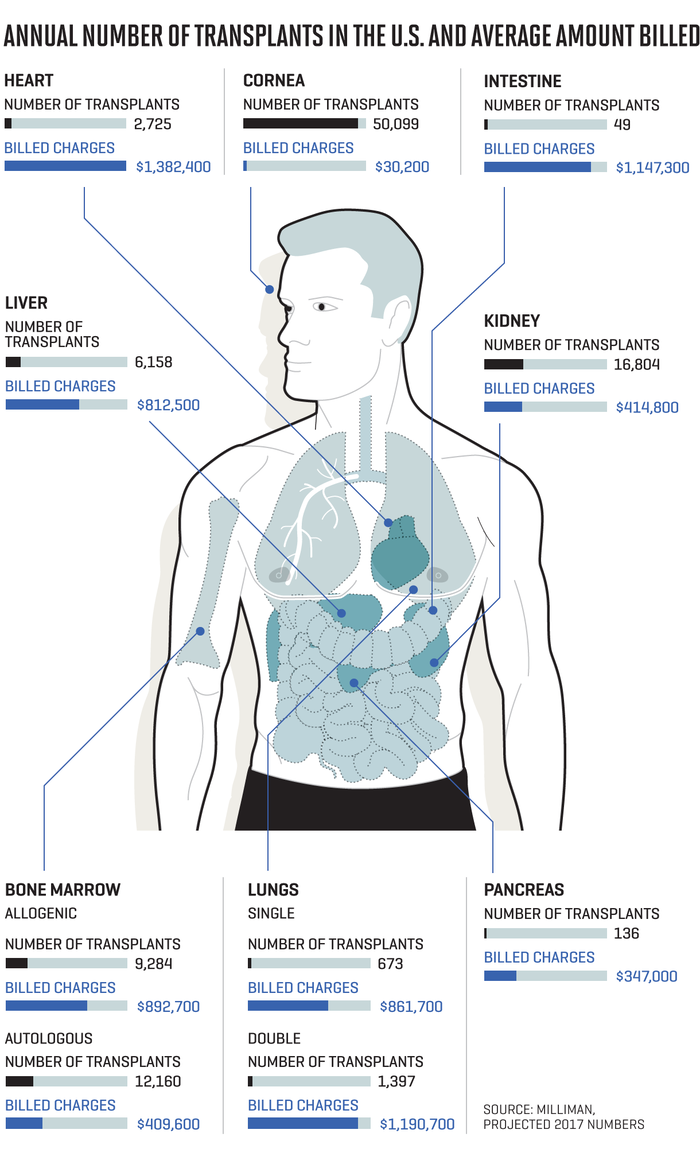 ANNUAL NUMBER OF TRANSPLANTS IN THE U.S. AND AVERAGE AMOUNT BILLED
HEART
NUMBER OF TRANSPLANTS
2,725
BILLED CHARGES
$1,382,400
CORNEA
NUMBER OF TRANSPLANTS
50,099
BILLED CHARGES
$30,200
INTESTINE
NUMBER OF TRANSPLANTS
49
BILLED CHARGES
$1,147,300
LIVER
NUMBER OF
TRANSPLANTS
6,158
BILLED CHARGES
$812,500
KIDNEY
NUMBER OF TRANSPLANTS
16,804
BILLED CHARGES
$414,800
BONE MARROW
ALLOGENIC
NUMBER OF TRANSPLANTS
9,284
BILLED CHARGES
$892,700
AUTOLOGOUS
NUMBER OF TRANSPLANTS
12,160
BILLED CHARGES
$409,600
LUNGS
SINGLE
NUMBER OF TRANSPLANTS
673
BILLED CHARGES
$861,700
DOUBLE
NUMBER OF TRANSPLANTS
1,397
BILLED CHARGES
$1,190,700
PANCREAS
NUMBER OF TRANSPLANTS
136
BILLED CHARGES
$347,000
SOURCE: MILLIMAN,
PROJECTED 2017 NUMBERS